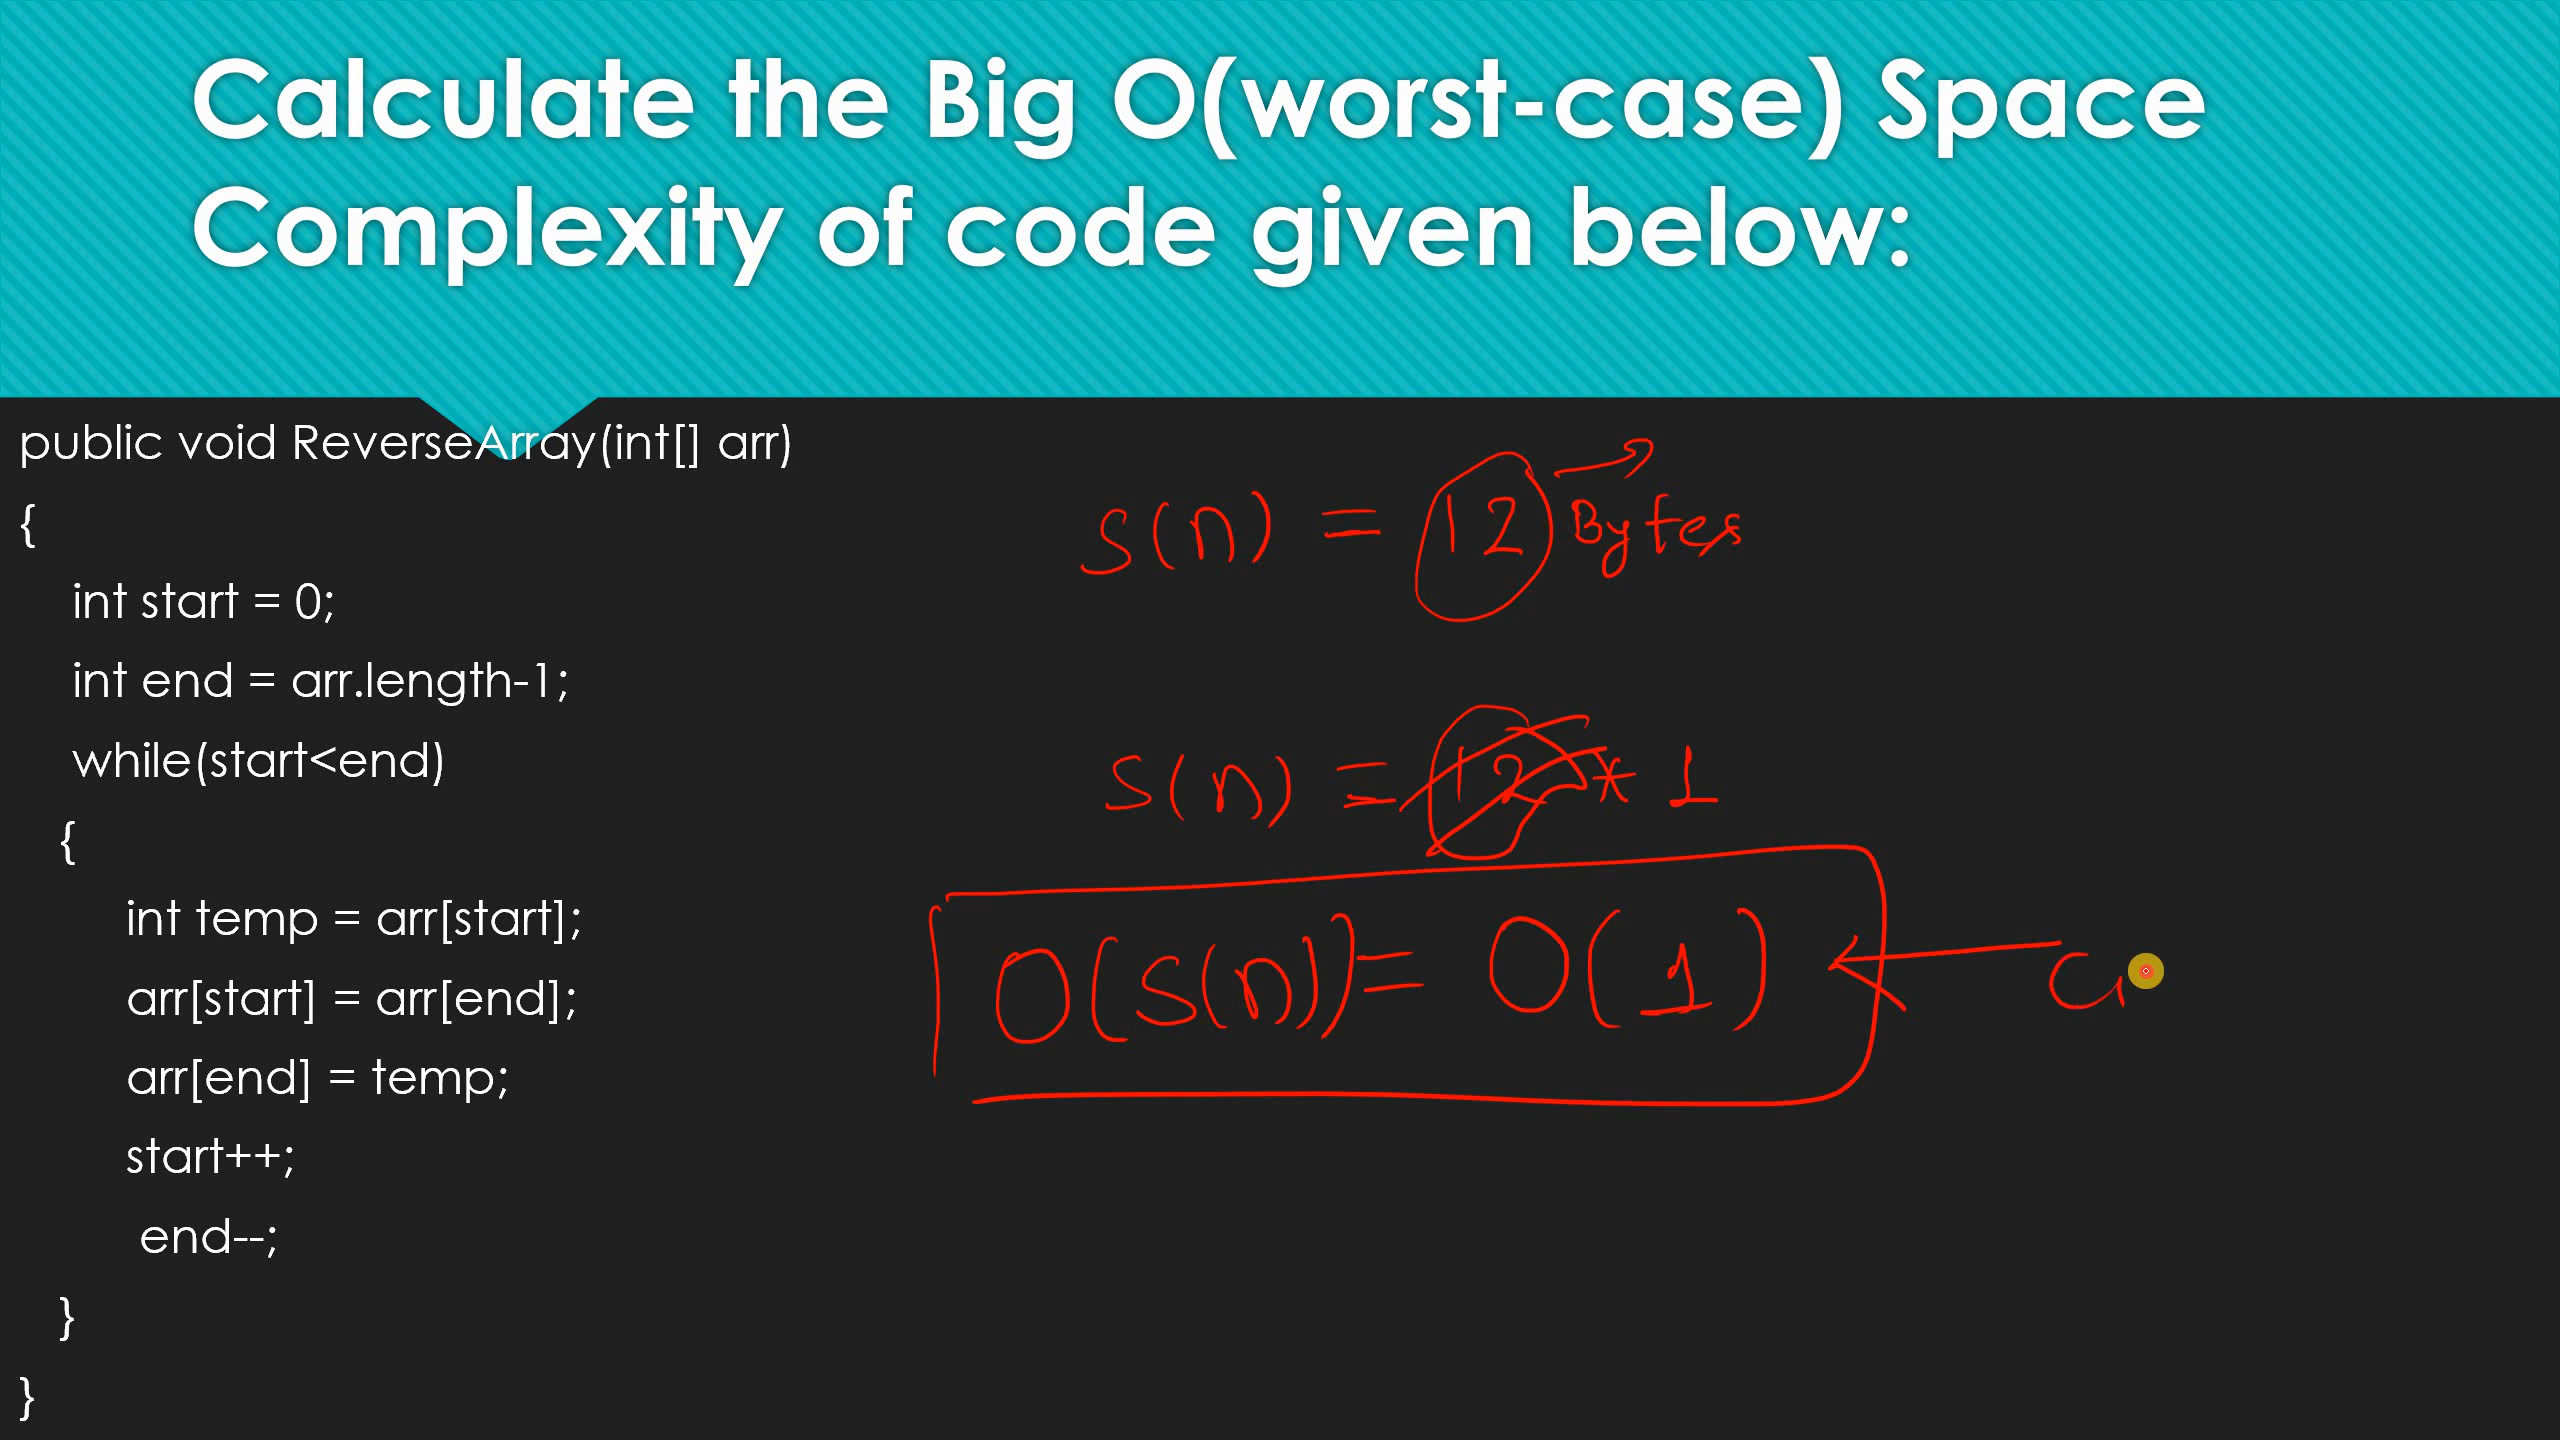 Calculate the Big O(worst-case) Space
Complexity of code given below:
public void ReverseArray(int[] arr)
{
int start = 0;
int end = arr.length-1;
while(start<end)
{
int temp = arr[start];
arr[start] = arr[end];
arr[end] = temp;
start++;
end--;
}
}
S(n) = 12 Bytes
S(n) = 12 * 1
O(S(n)) = O(1)